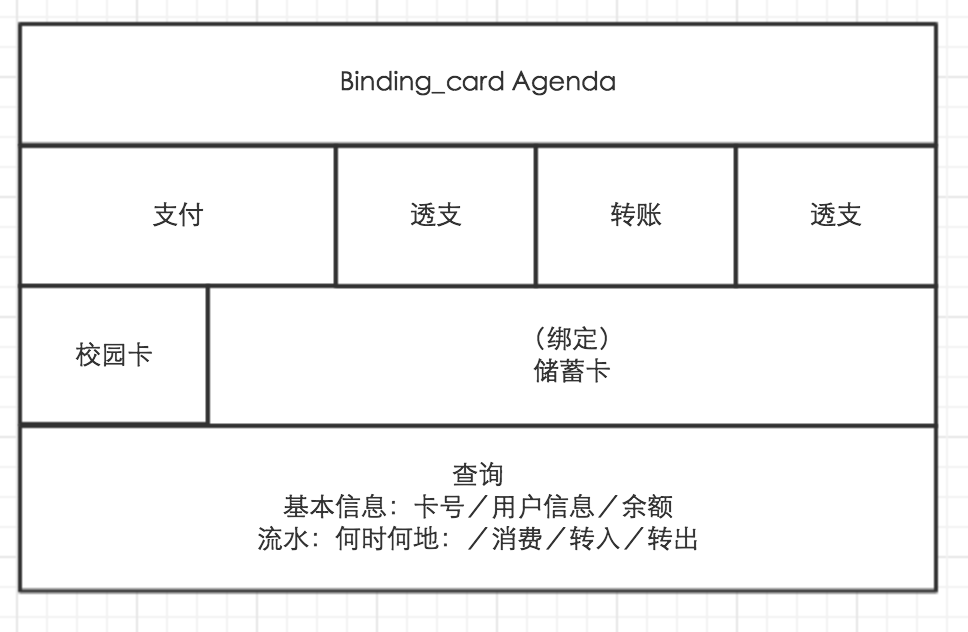 Binding_card Agenda
支付
透支
转账
透支
校园卡
（绑定）
储蓄卡
查询
基本信息：卡号／用户信息／余额
流水：何时何地：／消费／转入／转出